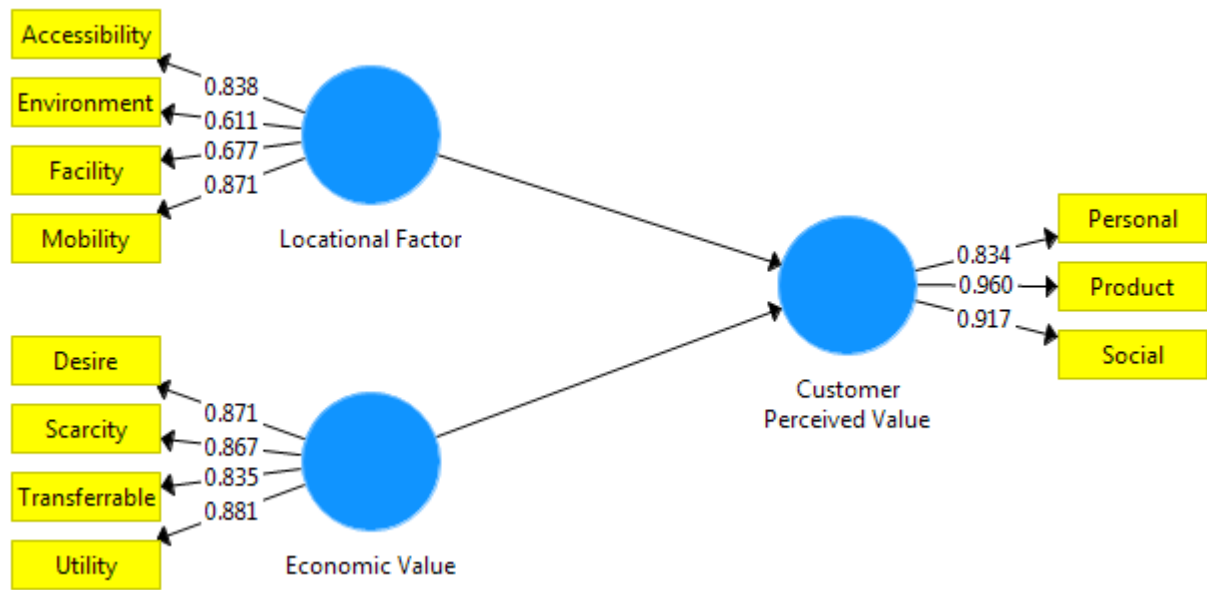 Accessibility
0.838
Environment
0.611
Facility
0.677
Mobility
0.871
Locational Factor
Desire
0.871
Scarcity
0.867
Transferrable
0.835
Utility
0.881
Economic Value
Personal
0.834
Product
0.960
Social
0.917
Customer
Perceived Value